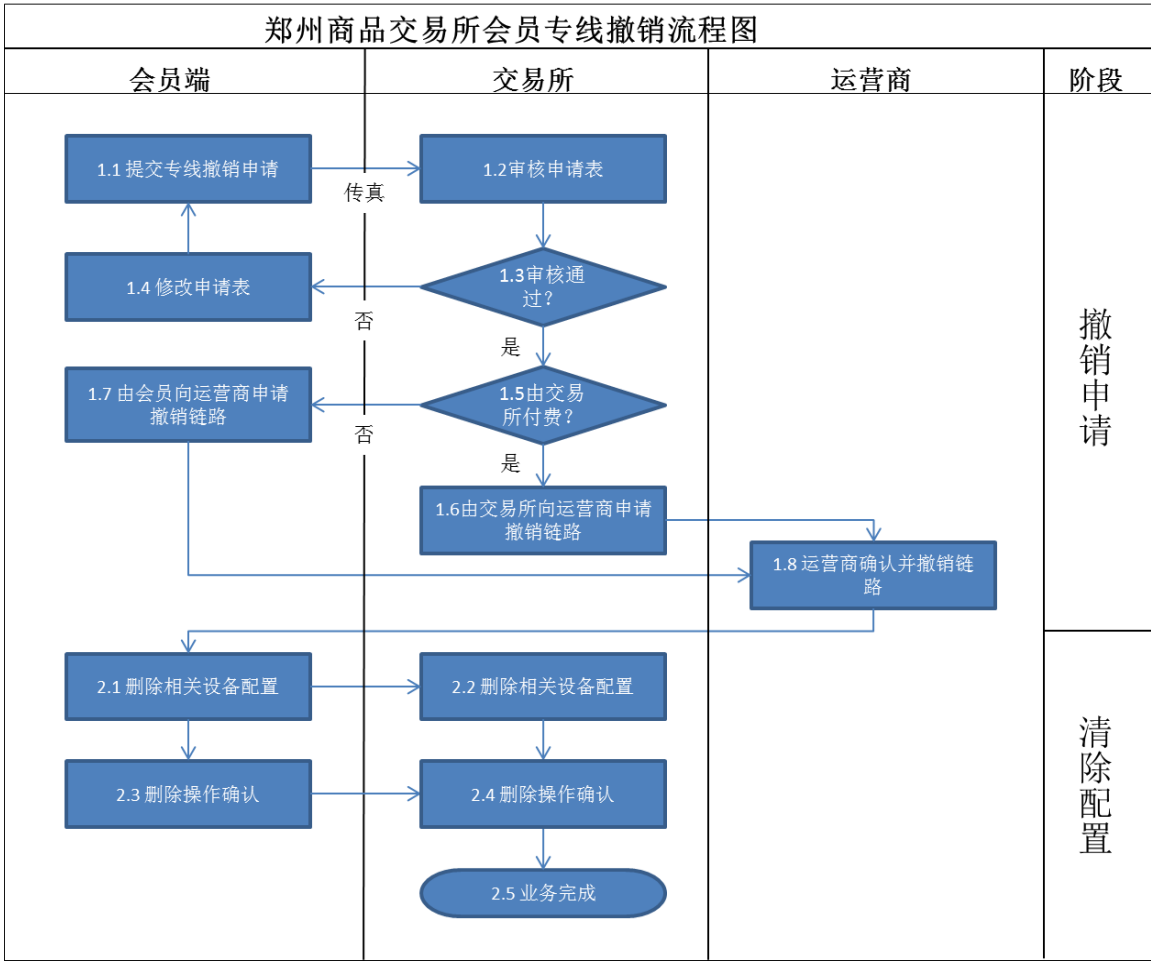 郑州商品交易所会员专线撤销流程图
会员端
交易所
运营商
阶段
1.1 提交专线撤销申请
传真
1.2审核申请表
1.3审核通
过？
否
1.4 修改申请表
是
1.5由交易
所付费？
否
1.7 由会员向运营商申请
撤销链路
是
1.6由交易所向运营商申请
撤销链路
1.8 运营商确认并撤销链
路
撤销申请
2.1 删除相关设备配置
2.2 删除相关设备配置
2.3 删除操作确认
2.4 删除操作确认
2.5 业务完成
清除配置